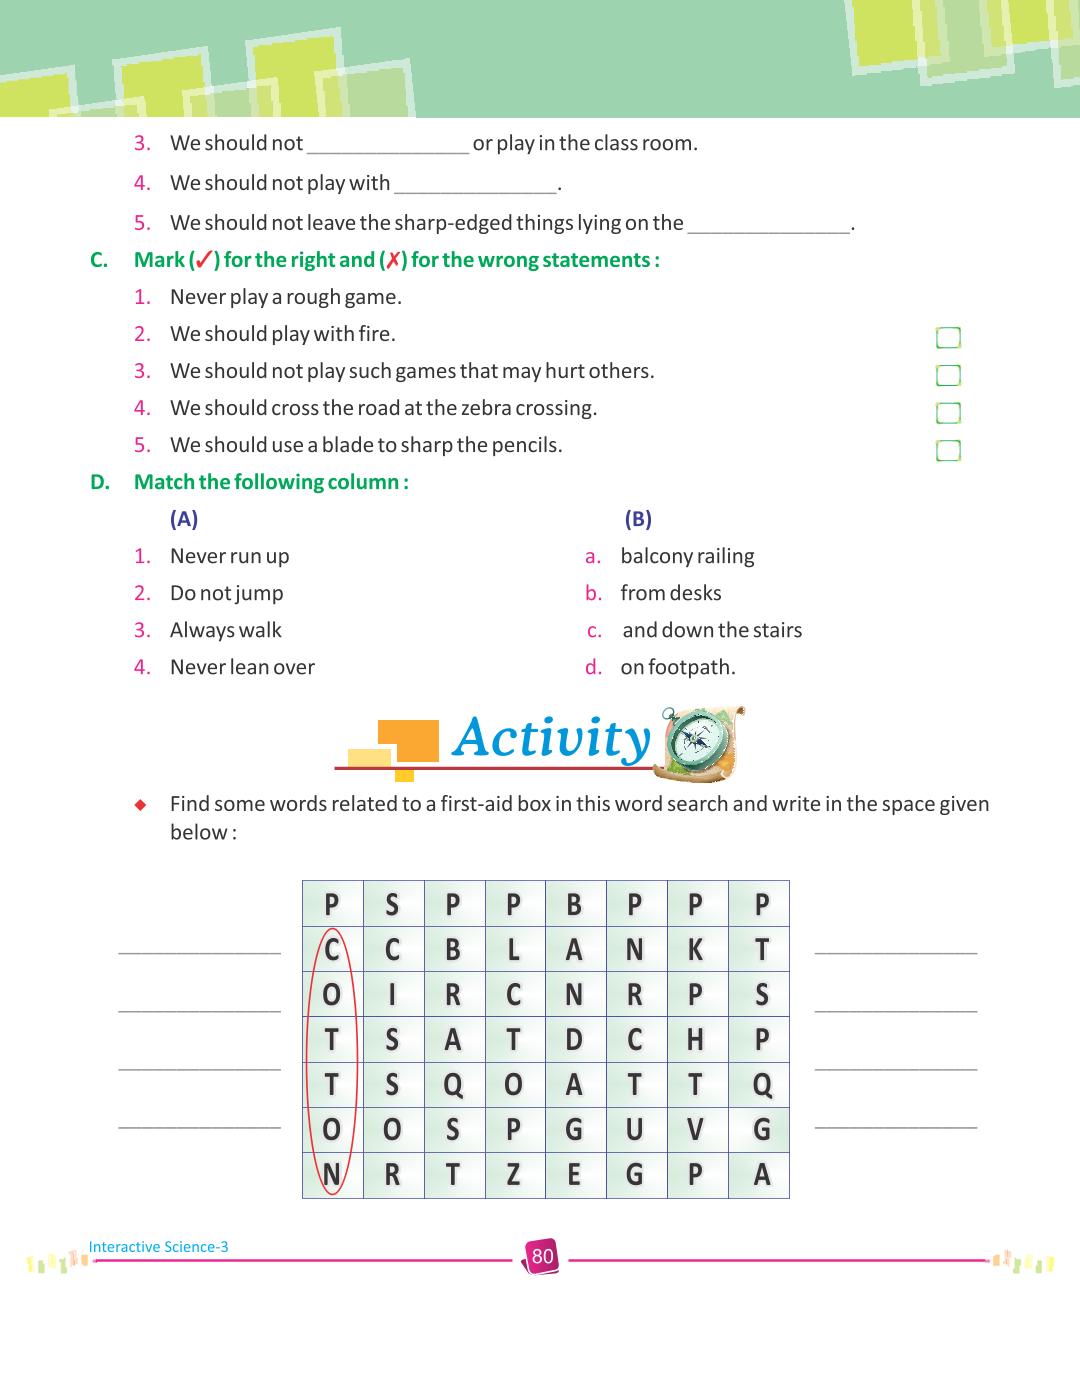 3. We should not ______________ or play in the class room.
4. We should not play with ______________.
5. We should not leave the sharp-edged things lying on the ______________.
C. Mark (✓) for the right and (✗) for the wrong statements :
1. Never play a rough game.
2. We should play with fire.
3. We should not play such games that may hurt others.
4. We should cross the road at the zebra crossing.
5. We should use a blade to sharp the pencils.
D. Match the following column :
(A) (B)
1. Never run up a. balcony railing
2. Do not jump b. from desks
3. Always walk c. and down the stairs
4. Never lean over d. on footpath.
Activity
Find some words related to a first-aid box in this word search and write in the space given
below :
P S P P B P P P
C C B L A N K T
O I R C N R P S
T S A T D C H P
T S Q O A T T Q
O O S P G U V G
N R T Z E G P A
Interactive Science-3
80